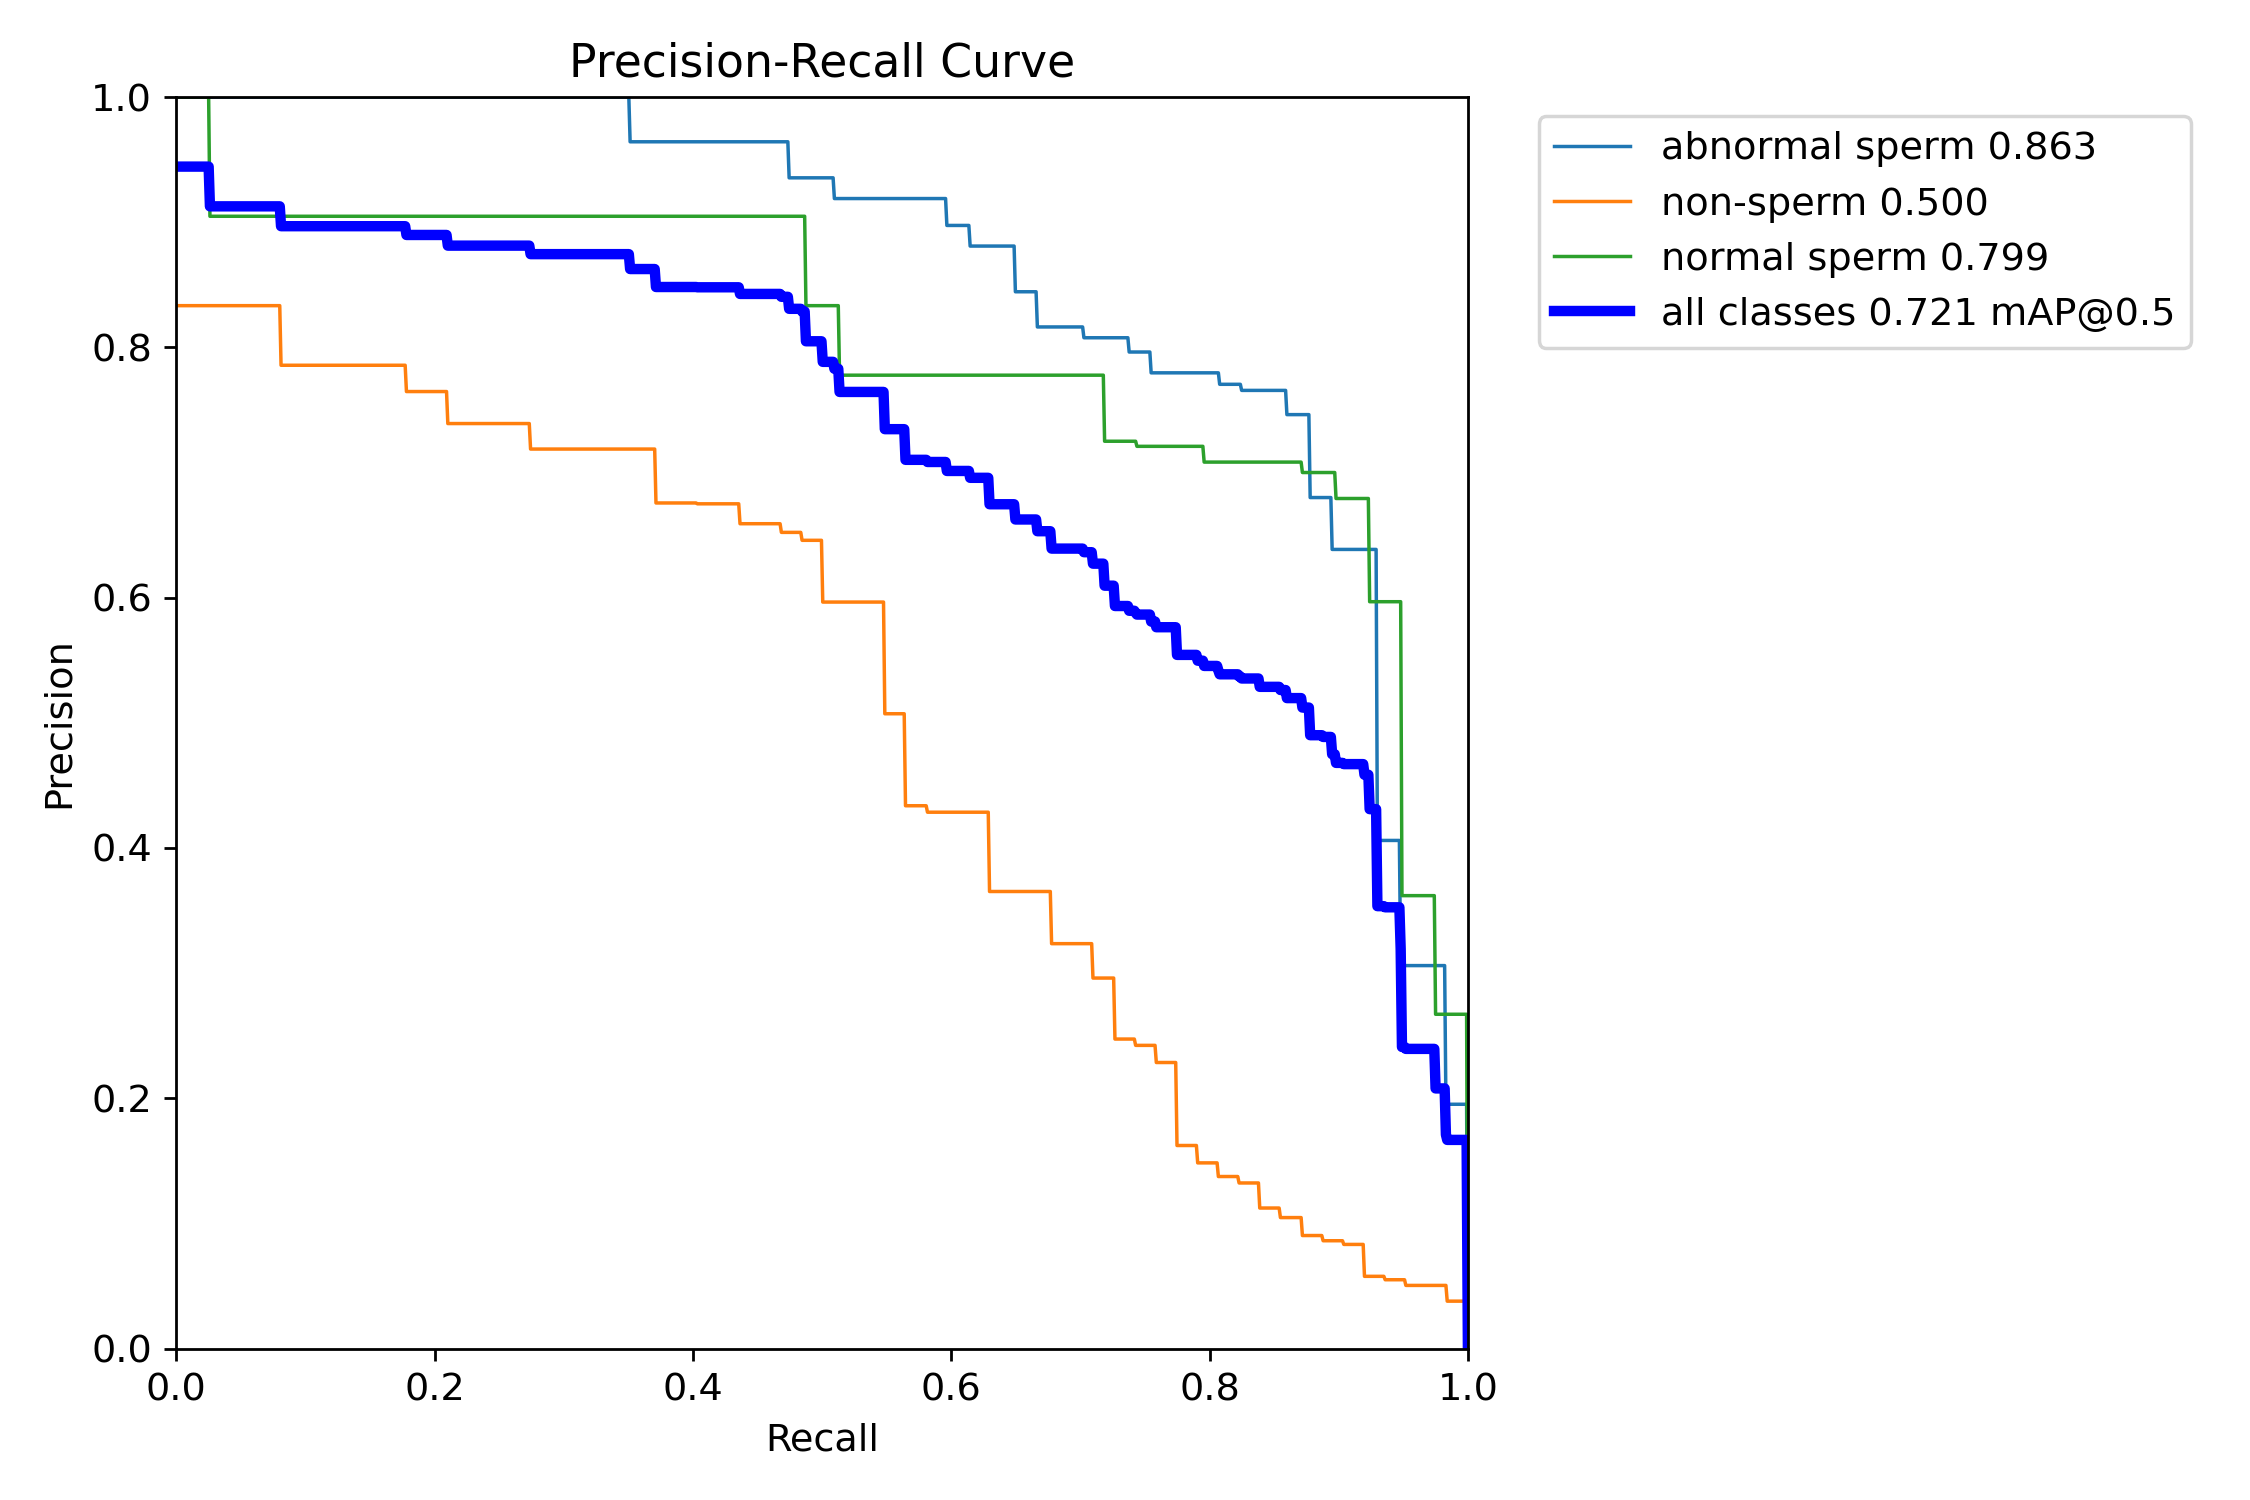 Precision-Recall Curve
1.0
0.8
0.6
0.4
0.2
0.0
Precision
0.0 0.2 0.4 0.6 0.8 1.0
Recall
abnormal sperm 0.863
non-sperm 0.500
normal sperm 0.799
all classes 0.721 mAP@0.5